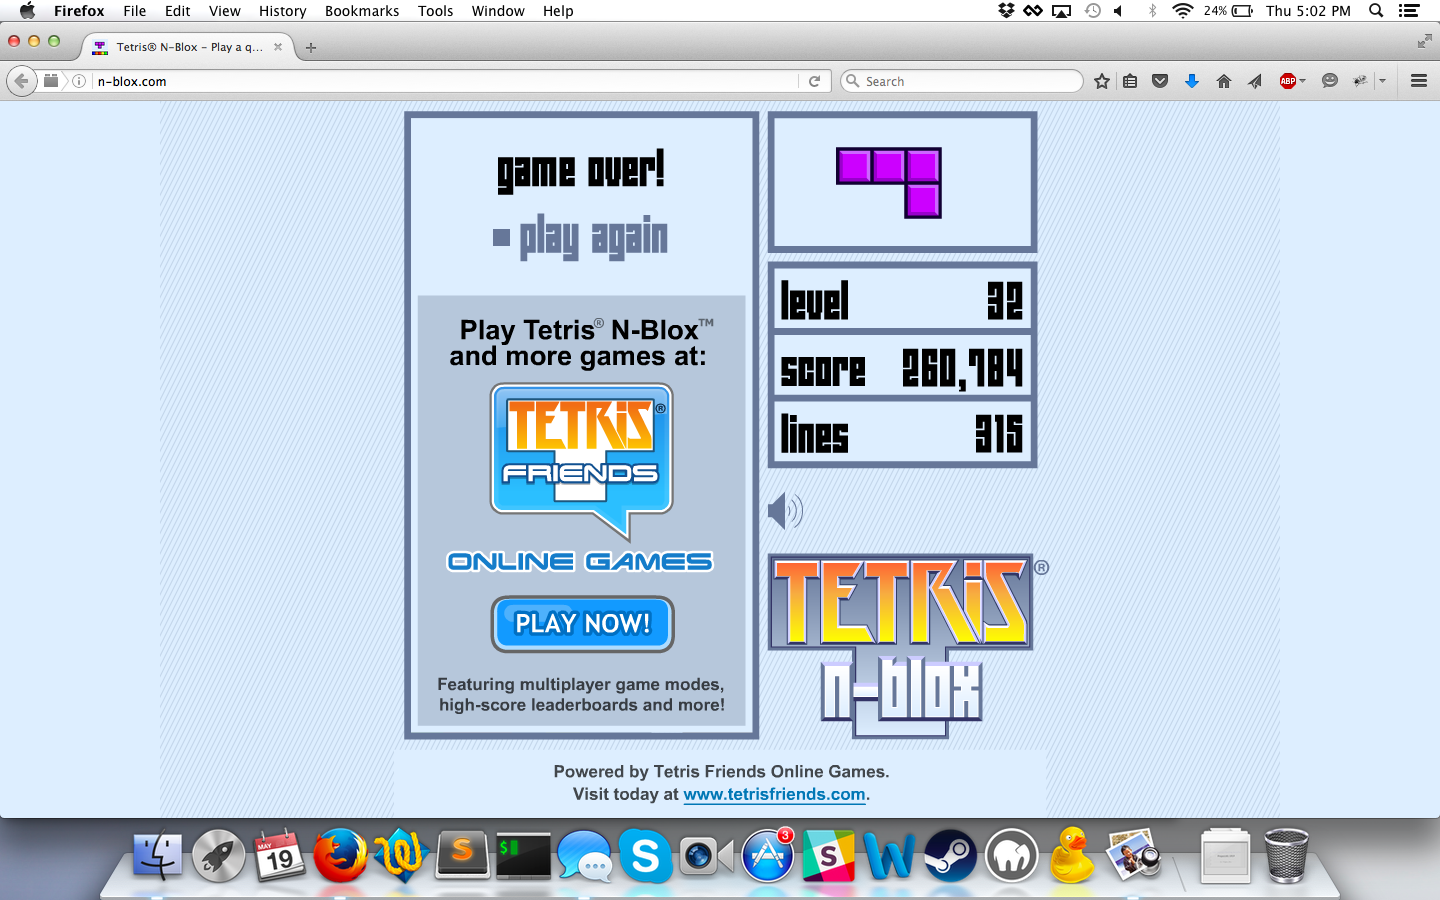 Firefox File Edit View History Bookmarks Tools Window Help 24% Thu 5:02 PM
Tetris® N-Blox – Play a q...
n-blox.com Search ABP
game over!
play again
Play Tetris® N-Blox™
and more games at:
TETRiS®
FRIENDS
ONLINE GAMES
PLAY NOW!
Featuring multiplayer game modes,
high-score leaderboards and more!
level 32
score 260,784
lines 315
TETRiS®
n-blox
Powered by Tetris Friends Online Games.
Visit today at www.tetrisfriends.com.
MAY
19
S
$
S
3
S
W